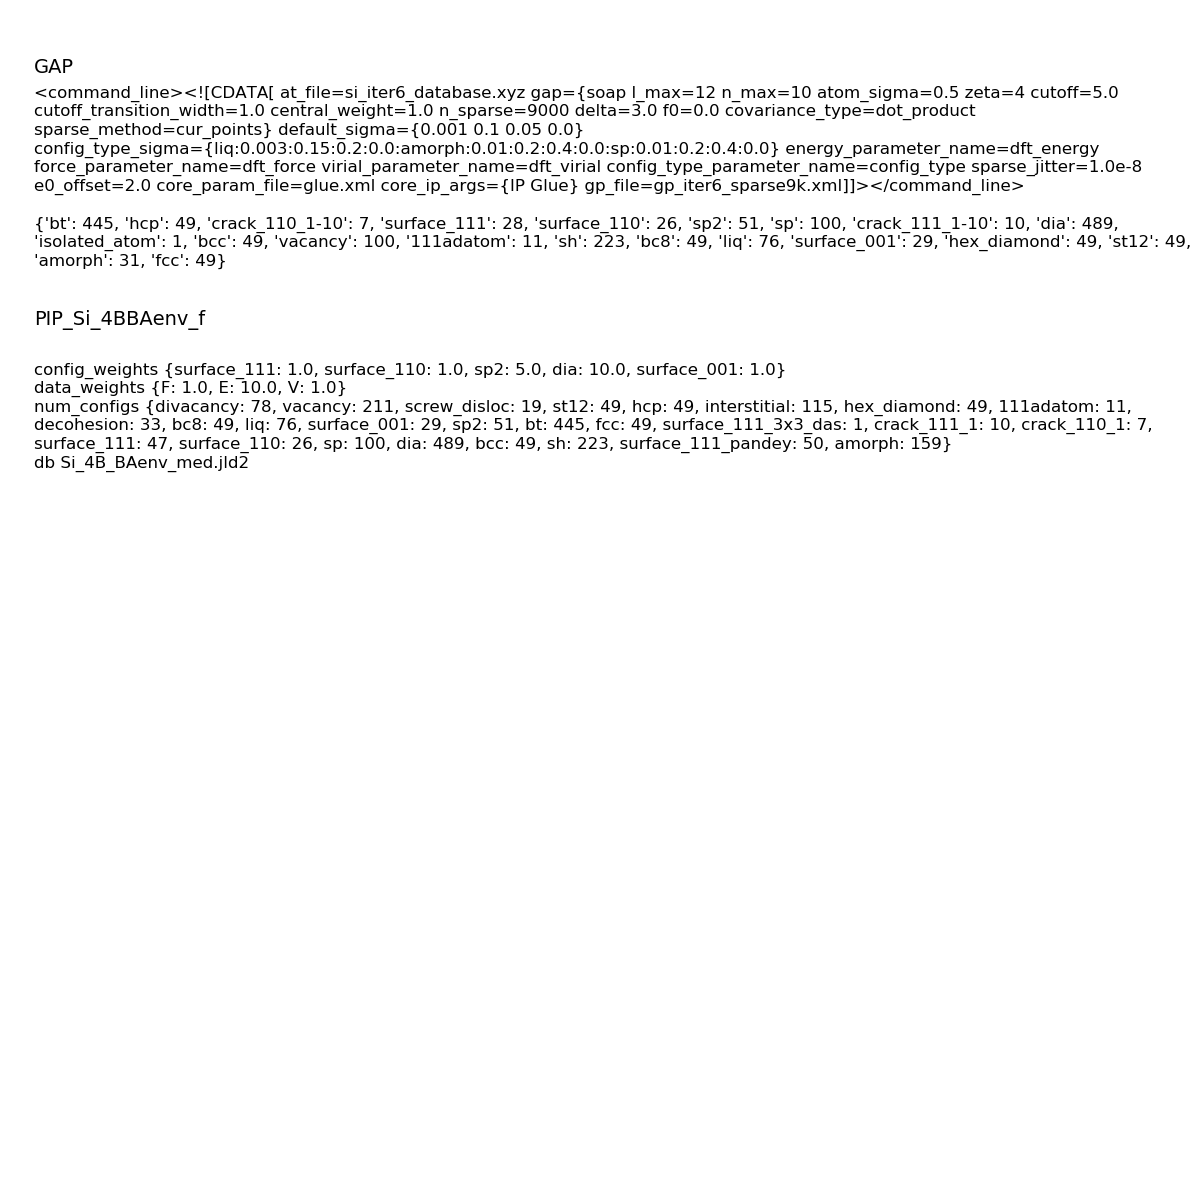 GAP
<command_line><![CDATA[ at_file=si_iter6_database.xyz gap={soap l_max=12 n_max=10 atom_sigma=0.5 zeta=4 cutoff=5.0
cutoff_transition_width=1.0 central_weight=1.0 n_sparse=9000 delta=3.0 f0=0.0 covariance_type=dot_product
sparse_method=cur_points} default_sigma={0.001 0.1 0.05 0.0}
config_type_sigma={liq:0.003:0.15:0.2:0.0:amorph:0.01:0.2:0.4:0.0:sp:0.01:0.2:0.4:0.0} energy_parameter_name=dft_energy
force_parameter_name=dft_force virial_parameter_name=dft_virial config_type_parameter_name=config_type sparse_jitter=1.0e-8
e0_offset=2.0 core_param_file=glue.xml core_ip_args={IP Glue} gp_file=gp_iter6_sparse9k.xml]]></command_line>
{'bt': 445, 'hcp': 49, 'crack_110_1-10': 7, 'surface_111': 28, 'surface_110': 26, 'sp2': 51, 'sp': 100, 'crack_111_1-10': 10, 'dia': 489,
'isolated_atom': 1, 'bcc': 49, 'vacancy': 100, '111adatom': 11, 'sh': 223, 'bc8': 49, 'liq': 76, 'surface_001': 29, 'hex_diamond': 49, 'st12': 49,
'amorph': 31, 'fcc': 49}
PIP_Si_4BBAenv_f
config_weights {surface_111: 1.0, surface_110: 1.0, sp2: 5.0, dia: 10.0, surface_001: 1.0}
data_weights {F: 1.0, E: 10.0, V: 1.0}
num_configs {divacancy: 78, vacancy: 211, screw_disloc: 19, st12: 49, hcp: 49, interstitial: 115, hex_diamond: 49, 111adatom: 11,
decohesion: 33, bc8: 49, liq: 76, surface_001: 29, sp2: 51, bt: 445, fcc: 49, surface_111_3x3_das: 1, crack_111_1: 10, crack_110_1: 7,
surface_111: 47, surface_110: 26, sp: 100, dia: 489, bcc: 49, sh: 223, surface_111_pandey: 50, amorph: 159}
db Si_4B_BAenv_med.jld2